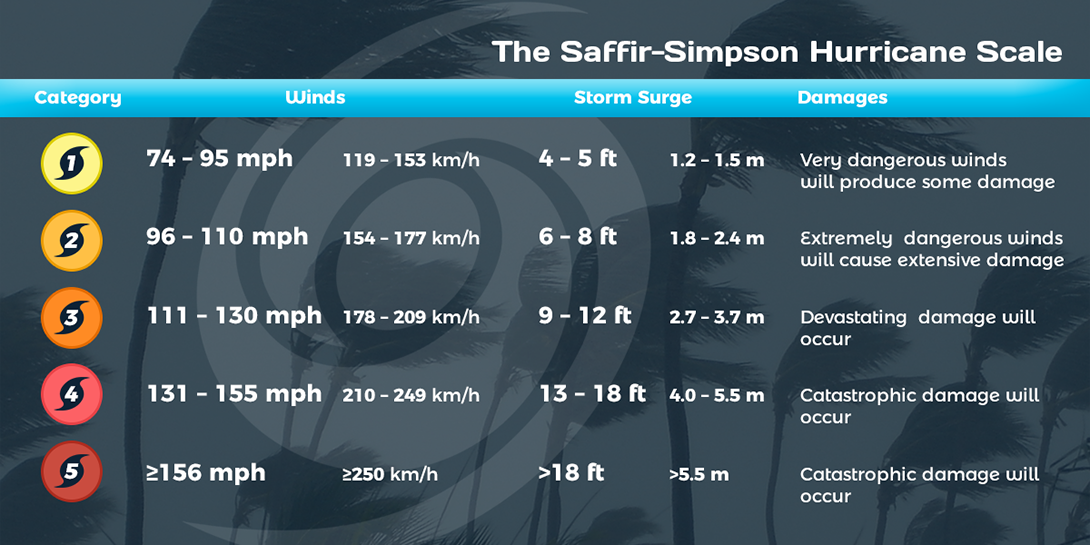 The Saffir-Simpson Hurricane Scale
Category Winds Storm Surge Damages
1 74 – 95 mph 119 – 153 km/h 4 – 5 ft 1.2 – 1.5 m Very dangerous winds
will produce some damage
2 96 – 110 mph 154 – 177 km/h 6 – 8 ft 1.8 – 2.4 m Extremely dangerous winds
will cause extensive damage
3 111 – 130 mph 178 – 209 km/h 9 – 12 ft 2.7 – 3.7 m Devastating damage will
occur
4 131 – 155 mph 210 – 249 km/h 13 – 18 ft 4.0 – 5.5 m Catastrophic damage will
occur
5 ≥156 mph ≥250 km/h >18 ft >5.5 m Catastrophic damage will
occur